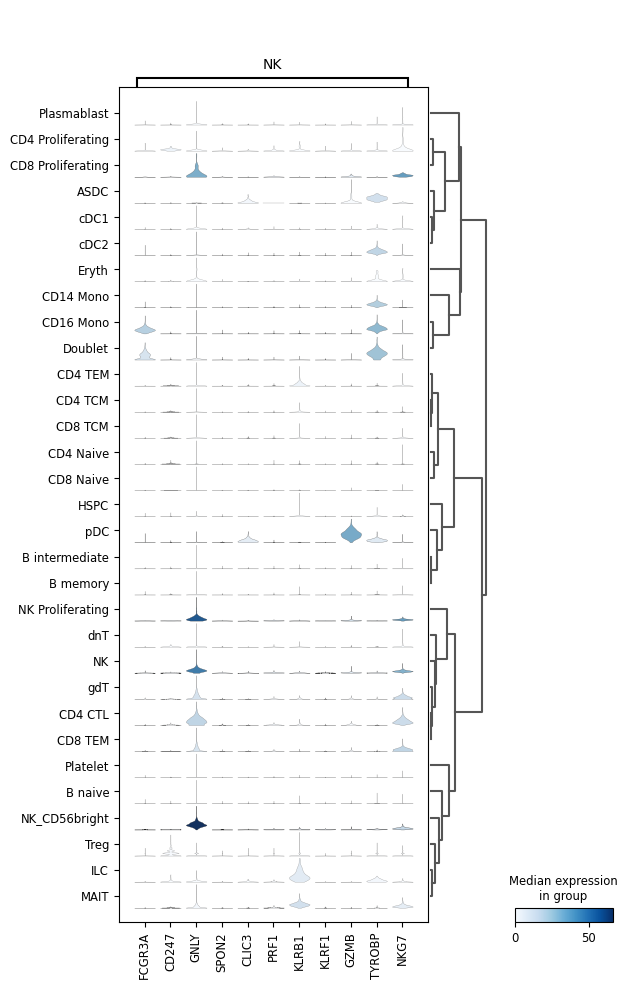 NK
Plasmablast
CD4 Proliferating
CD8 Proliferating
ASDC
cDC1
cDC2
Eryth
CD14 Mono
CD16 Mono
Doublet
CD4 TEM
CD4 TCM
CD8 TCM
CD4 Naive
CD8 Naive
HSPC
pDC
B intermediate
B memory
NK Proliferating
dnT
NK
gdT
CD4 CTL
CD8 TEM
Platelet
B naive
NK_CD56bright
Treg
ILC
MAIT
FCGR3A
CD247
GNLY
SPON2
CLIC3
PRF1
KLRB1
KLRF1
GZMB
TYROBP
NKG7
Median expression
in group
0 50